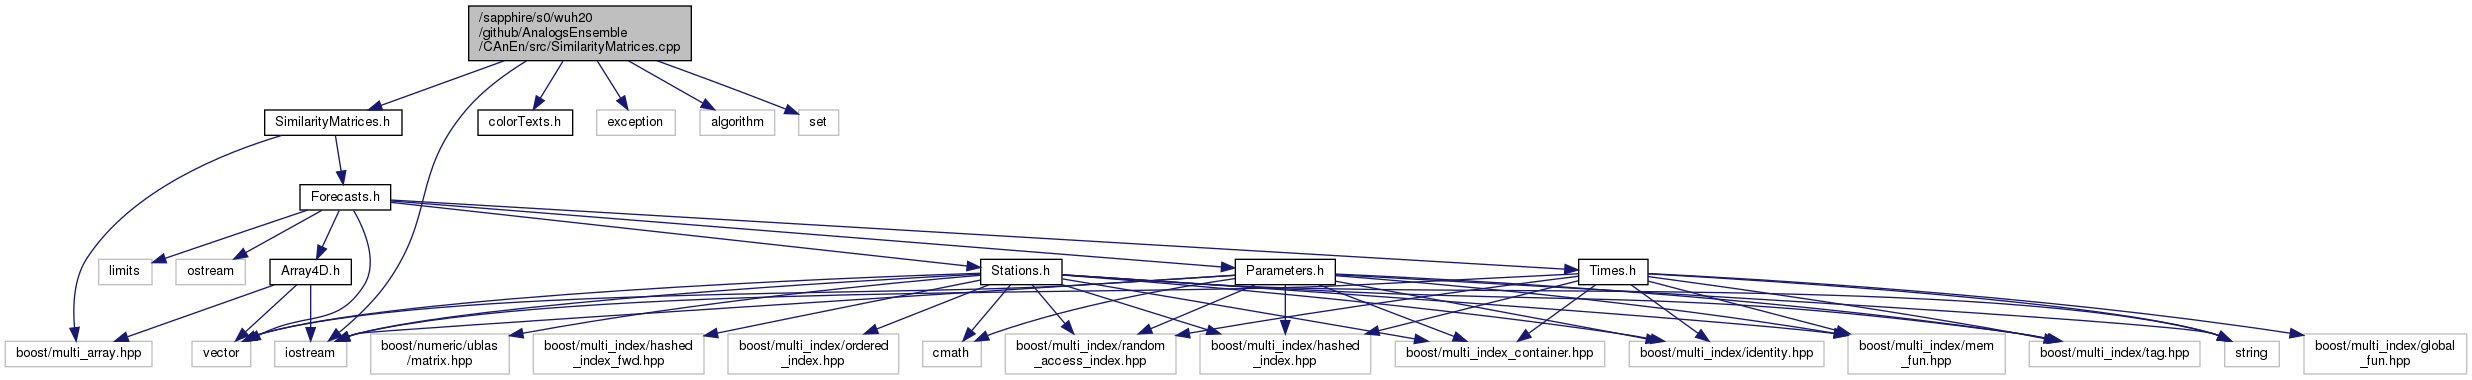 /sapphire/s0/wuh20
/github/AnalogsEnsemble
/CAnEn/src/SimilarityMatrices.cpp
SimilarityMatrices.h
colorTexts.h
exception
algorithm
set
Forecasts.h
limits
ostream
Array4D.h
Stations.h
Parameters.h
Times.h
boost/multi_array.hpp
vector
iostream
boost/numeric/ublas
/matrix.hpp
boost/multi_index/hashed
_index_fwd.hpp
boost/multi_index/ordered
_index.hpp
cmath
boost/multi_index/random
_access_index.hpp
boost/multi_index/hashed
_index.hpp
boost/multi_index_container.hpp
boost/multi_index/identity.hpp
boost/multi_index/mem
_fun.hpp
boost/multi_index/tag.hpp
string
boost/multi_index/global
_fun.hpp